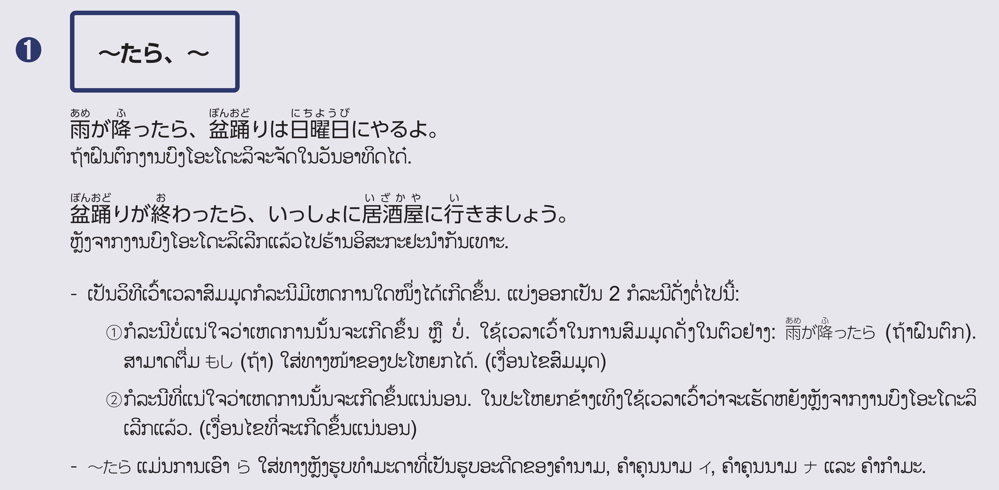 ❶ ～たら、～
あめ ふ ぼんおど にちようび
雨が降ったら、盆踊りは日曜日にやるよ。
ຖ້າຝົນຕົກງານບົງໂອະໂດະລິຈະຈັດໃນວັນອາທິດໄດ໋.
ぼんおど お いざかや い
盆踊りが終わったら、いっしょに居酒屋に行きましょう。
ຫຼັງຈາກງານບົງໂອະໂດະລິເລີກແລ້ວໄປຮ້ານອິສະກະຢະນຳກັນເທາະ.
- ເປັນວິທີເວົ້າເວລາສົມມຸດກໍລະນີມີເຫດການໃດໜຶ່ງໄດ້ເກີດຂຶ້ນ. ແບ່ງອອກເປັນ 2 ກໍລະນີດັ່ງຕໍ່ໄປນີ້:
あめ ふ
①ກໍລະນີບໍ່ແນ່ໃຈວ່າເຫດການນັ້ນຈະເກີດຂຶ້ນ ຫຼື ບໍ່. ໃຊ້ເວລາເວົ້າໃນການສົມມຸດດັ່ງໃນຕົວຢ່າງ: 雨が降ったら (ຖ້າຝົນຕົກ).
ສາມາດຕື່ມ もし (ຖ້າ) ໃສ່ທາງໜ້າຂອງປະໂຫຍກໄດ້. (ເງື່ອນໄຂສົມມຸດ)
②ກໍລະນີທີ່ແນ່ໃຈວ່າເຫດການນັ້ນຈະເກີດຂຶ້ນແນ່ນອນ. ໃນປະໂຫຍກຂ້າງເທິງໃຊ້ເວລາເວົ້າວ່າຈະເຮັດຫຍັງຫຼັງຈາກງານບົງໂອະໂດະລິ
ເລີກແລ້ວ. (ເງື່ອນໄຂທີ່ຈະເກີດຂຶ້ນແນ່ນອນ)
- ～たら ແມ່ນການເອົາ ら ໃສ່ທາງຫຼັງຮູບທຳມະດາທີ່ເປັນຮູບອະດີດຂອງຄຳນາມ, ຄຳຄຸນນາມ イ, ຄຳຄຸນນາມ ナ ແລະ ຄຳກຳມະ.